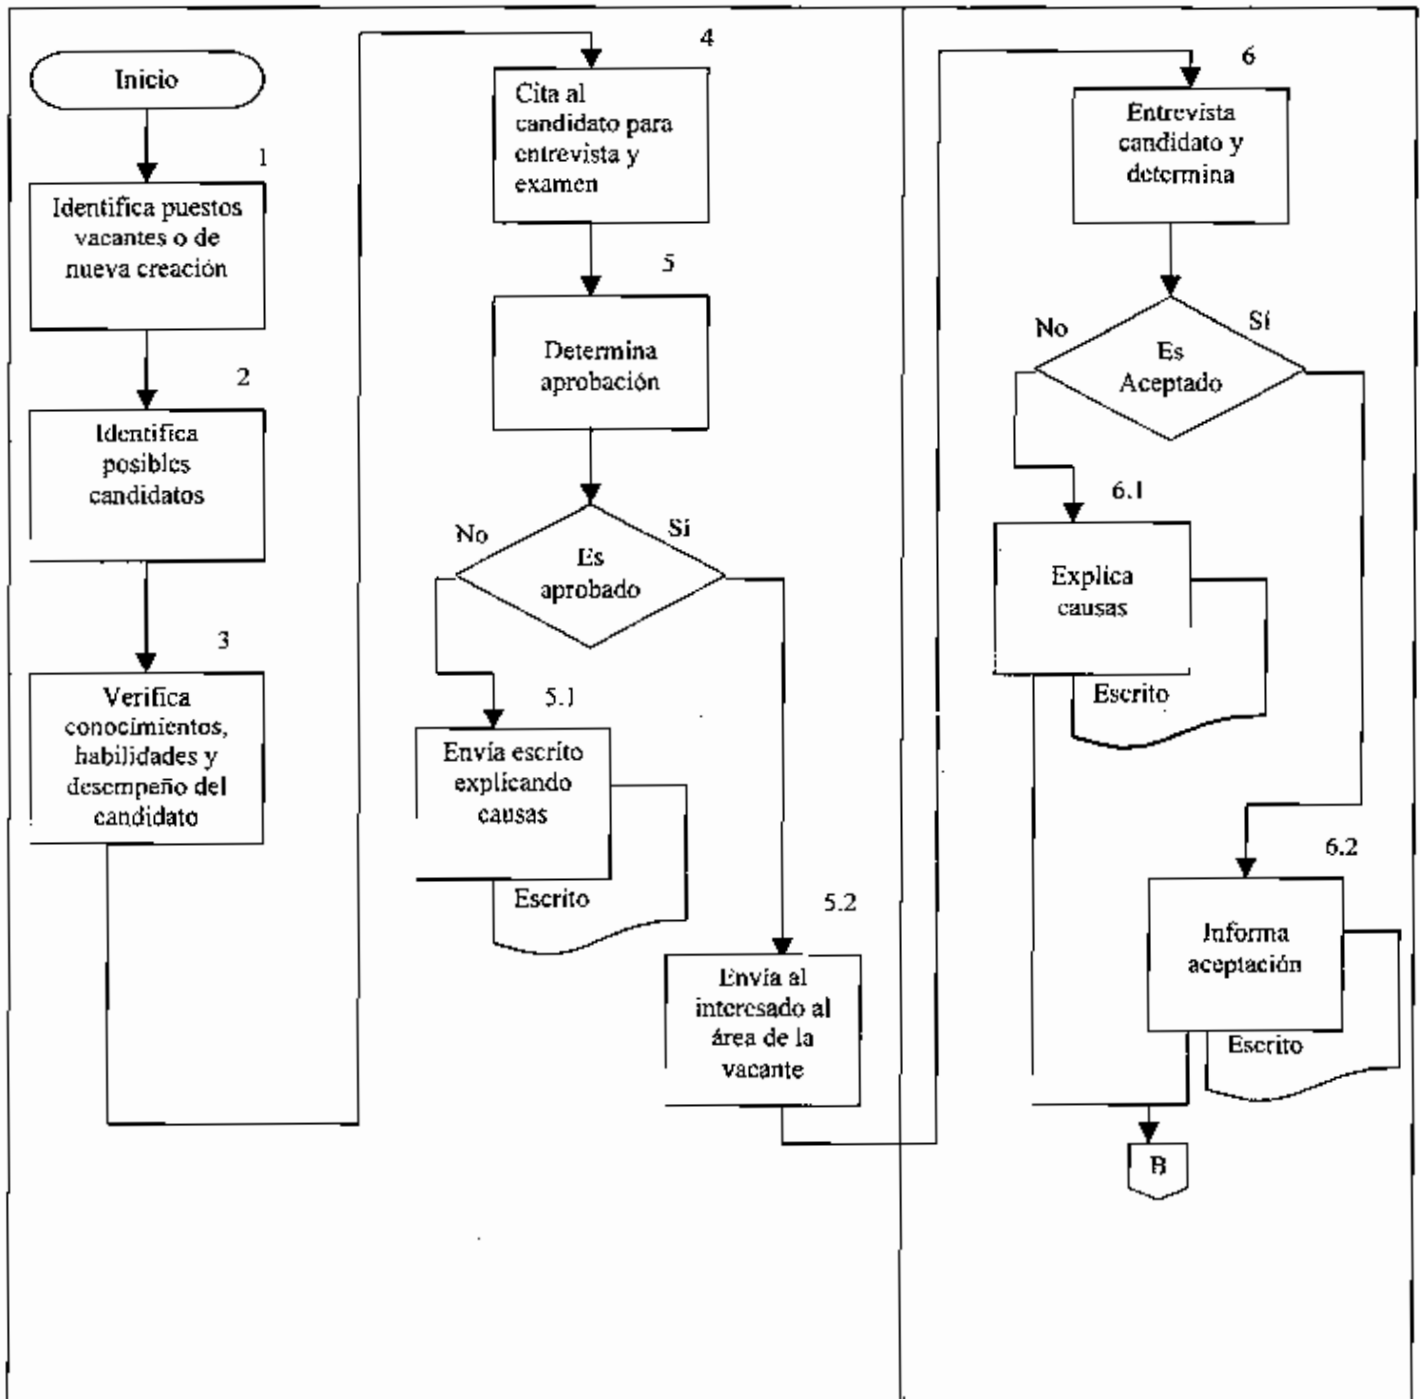 Inicio
1
Identifica puestos
vacantes o de
nueva creación
2
Identifica
posibles
candidatos
3
Verifica
conocimientos,
habilidades y
desempeño del
candidato
4
Cita al
candidato para
entrevista y
examen
5
Determina
aprobación
No
Sí
Es
aprobado
5.1
Envía escrito
explicando
causas
Escrito
5.2
Envía al
interesado al
área de la
vacante
6
Entrevista
candidato y
determina
No
Sí
Es
Aceptado
6.1
Explica
causas
Escrito
6.2
Informa
aceptación
Escrito
B